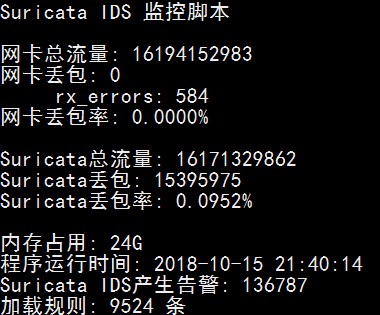 Suricata IDS 监控脚本
网卡总流量: 16194152983
网卡丢包: 0
rx_errors: 584
网卡丢包率: 0.0000%
Suricata总流量: 16171329862
Suricata丢包: 15395975
Suricata丢包率: 0.0952%
内存占用: 24G
程序运行时间: 2018-10-15 21:40:14
Suricata IDS产生告警: 136787
加载规则: 9524 条